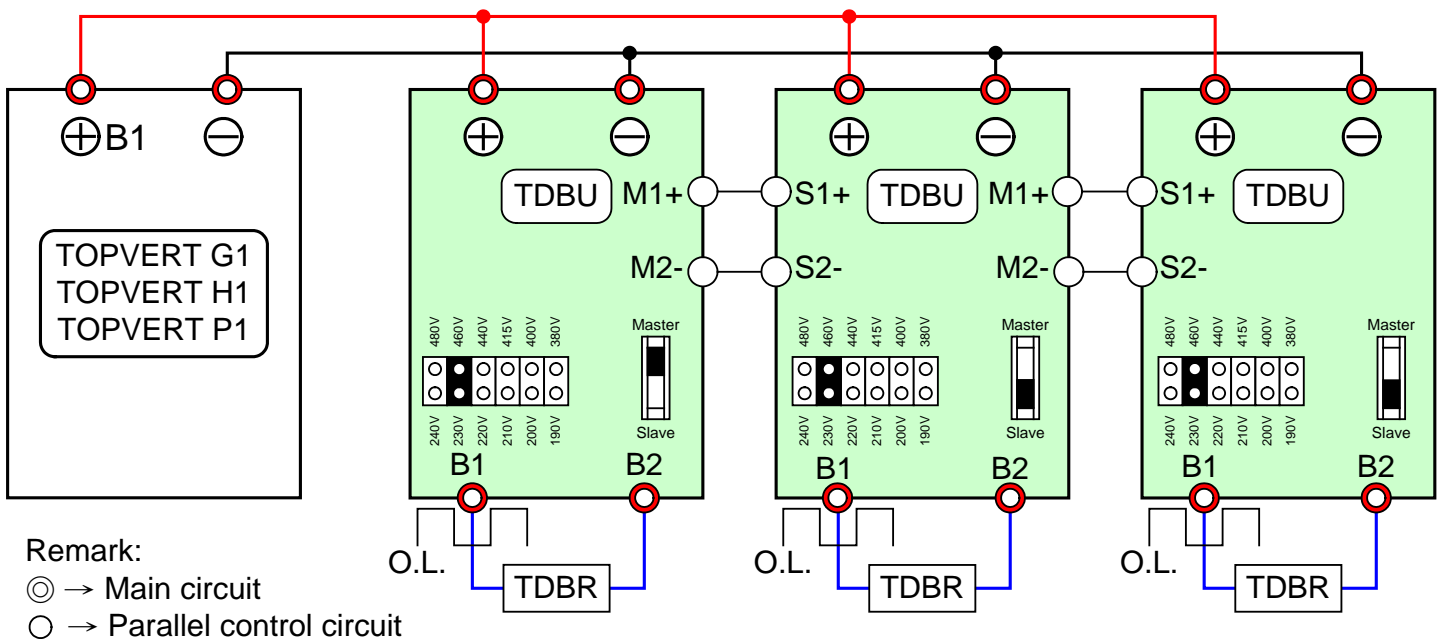 ⊕B1 ⊖
TOPVERT G1
TOPVERT H1
TOPVERT P1
⊕ ⊖
TDBU M1+
M2-
480V 460V 440V 415V 400V 380V
240V 230V 220V 210V 200V 190V
Master
Slave
B1 B2
O.L.
TDBR
⊕ ⊖
S1+ TDBU M1+
S2- M2-
480V 460V 440V 415V 400V 380V
240V 230V 220V 210V 200V 190V
Master
Slave
B1 B2
O.L.
TDBR
⊕ ⊖
S1+ TDBU
S2-
480V 460V 440V 415V 400V 380V
240V 230V 220V 210V 200V 190V
Master
Slave
B1 B2
O.L.
TDBR
Remark:
◎ → Main circuit
○ → Parallel control circuit